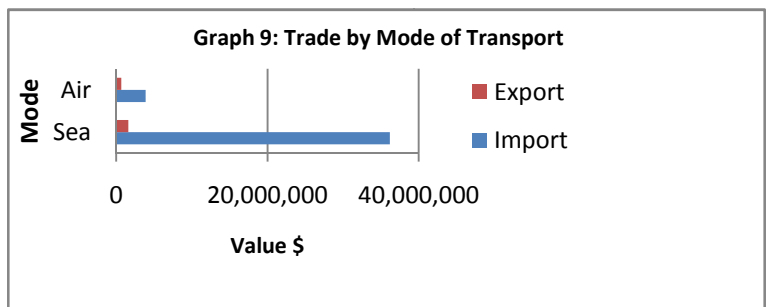 Graph 9: Trade by Mode of Transport
Mode
Air
Sea
Export
Import
0 20,000,000 40,000,000
Value $